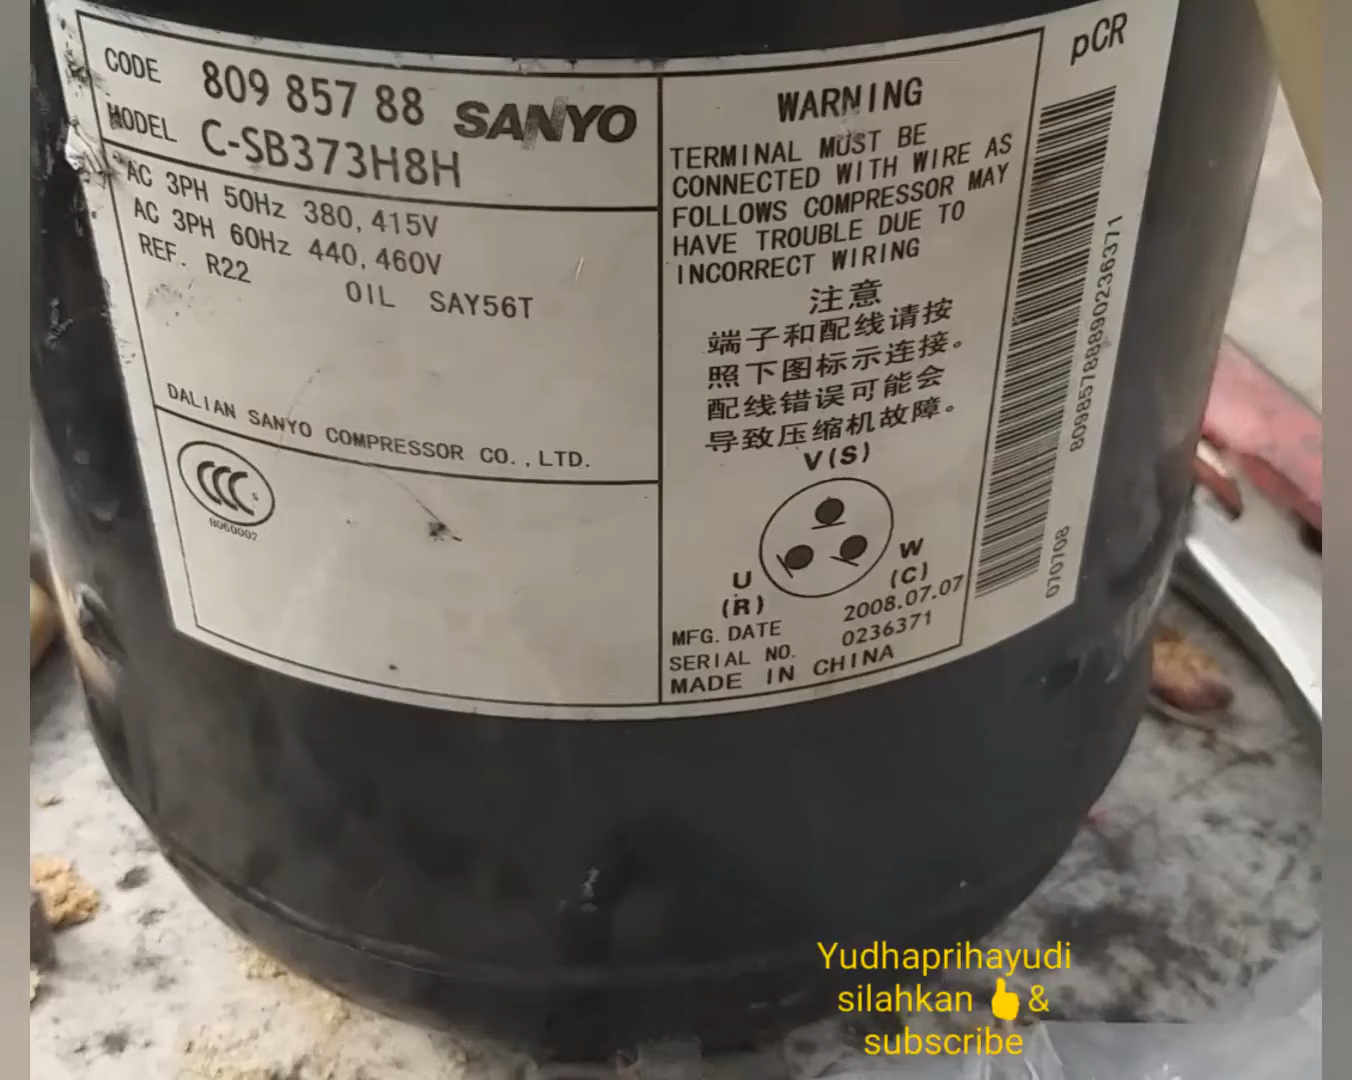 CODE 809 857 88
MODEL C-SB373H8H
SANYO
AC 3PH 50Hz 380, 415V
AC 3PH 60Hz 440, 460V
REF. R22 OIL SAY56T
DALIAN SANYO COMPRESSOR CO., LTD.
CCC S
B060002
WARNING
TERMINAL MUST BE
CONNECTED WITH WIRE AS
FOLLOWS COMPRESSOR MAY
HAVE TROUBLE DUE TO
INCORRECT WIRING
注意
端子和配线请按
照下图标示连接。
配线错误可能会
导致压缩机故障。
V(S)
U
(R)
W
(C)
MFG. DATE 2008.07.07
SERIAL NO. 0236371
MADE IN CHINA
pCR
80985788890236371
070708
Yudhaprihayudi
silahkan 👆&
subscribe